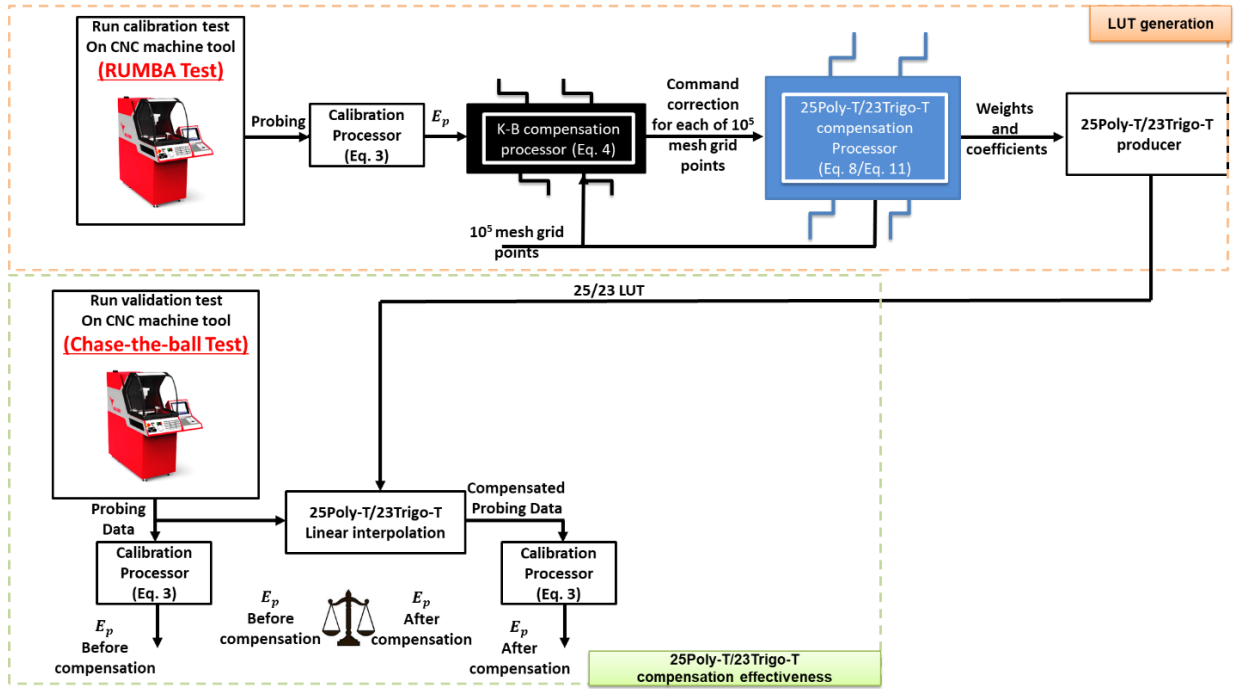 LUT generation
Run calibration test
On CNC machine tool
(RUMBA Test)
Probing
Calibration
Processor
(Eq. 3)
E_p
K-B compensation
processor (Eq. 4)
Command
correction
for each of 10^5
mesh grid
points
25Poly-T/23Trigo-T
compensation
Processor
(Eq. 8/Eq. 11)
Weights
and
coefficients
25Poly-T/23Trigo-T
producer
10^5 mesh grid
points
25/23 LUT
Run validation test
On CNC machine tool
(Chase-the-ball Test)
Probing
Data
25Poly-T/23Trigo-T
Linear interpolation
Compensated
Probing Data
Calibration
Processor
(Eq. 3)
Calibration
Processor
(Eq. 3)
E_p
Before
compensation
E_p
Before
compensation
E_p
After
compensation
E_p
After
compensation
25Poly-T/23Trigo-T
compensation effectiveness